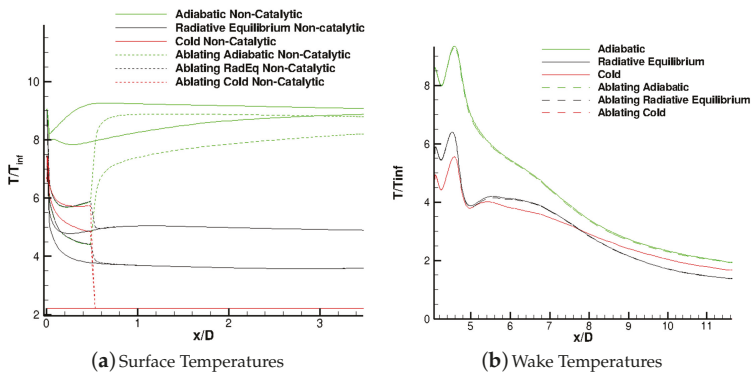 Adiabatic Non-Catalytic
Radiative Equilibrium Non-catalytic
Cold Non-Catalytic
Ablating Adiabatic Non-Catalytic
Ablating RadEq Non-Catalytic
Ablating Cold Non-Catalytic
10
8
6
4
2
T/Tinf
0
1
2
3
x/D
(a) Surface Temperatures
Adiabatic
Radiative Equilibrium
Cold
Ablating Adiabatic
Ablating Radiative Equilibrium
Ablating Cold
8
6
4
2
0
T/Tinf
5
6
7
8
9
10
11
x/D
(b) Wake Temperatures